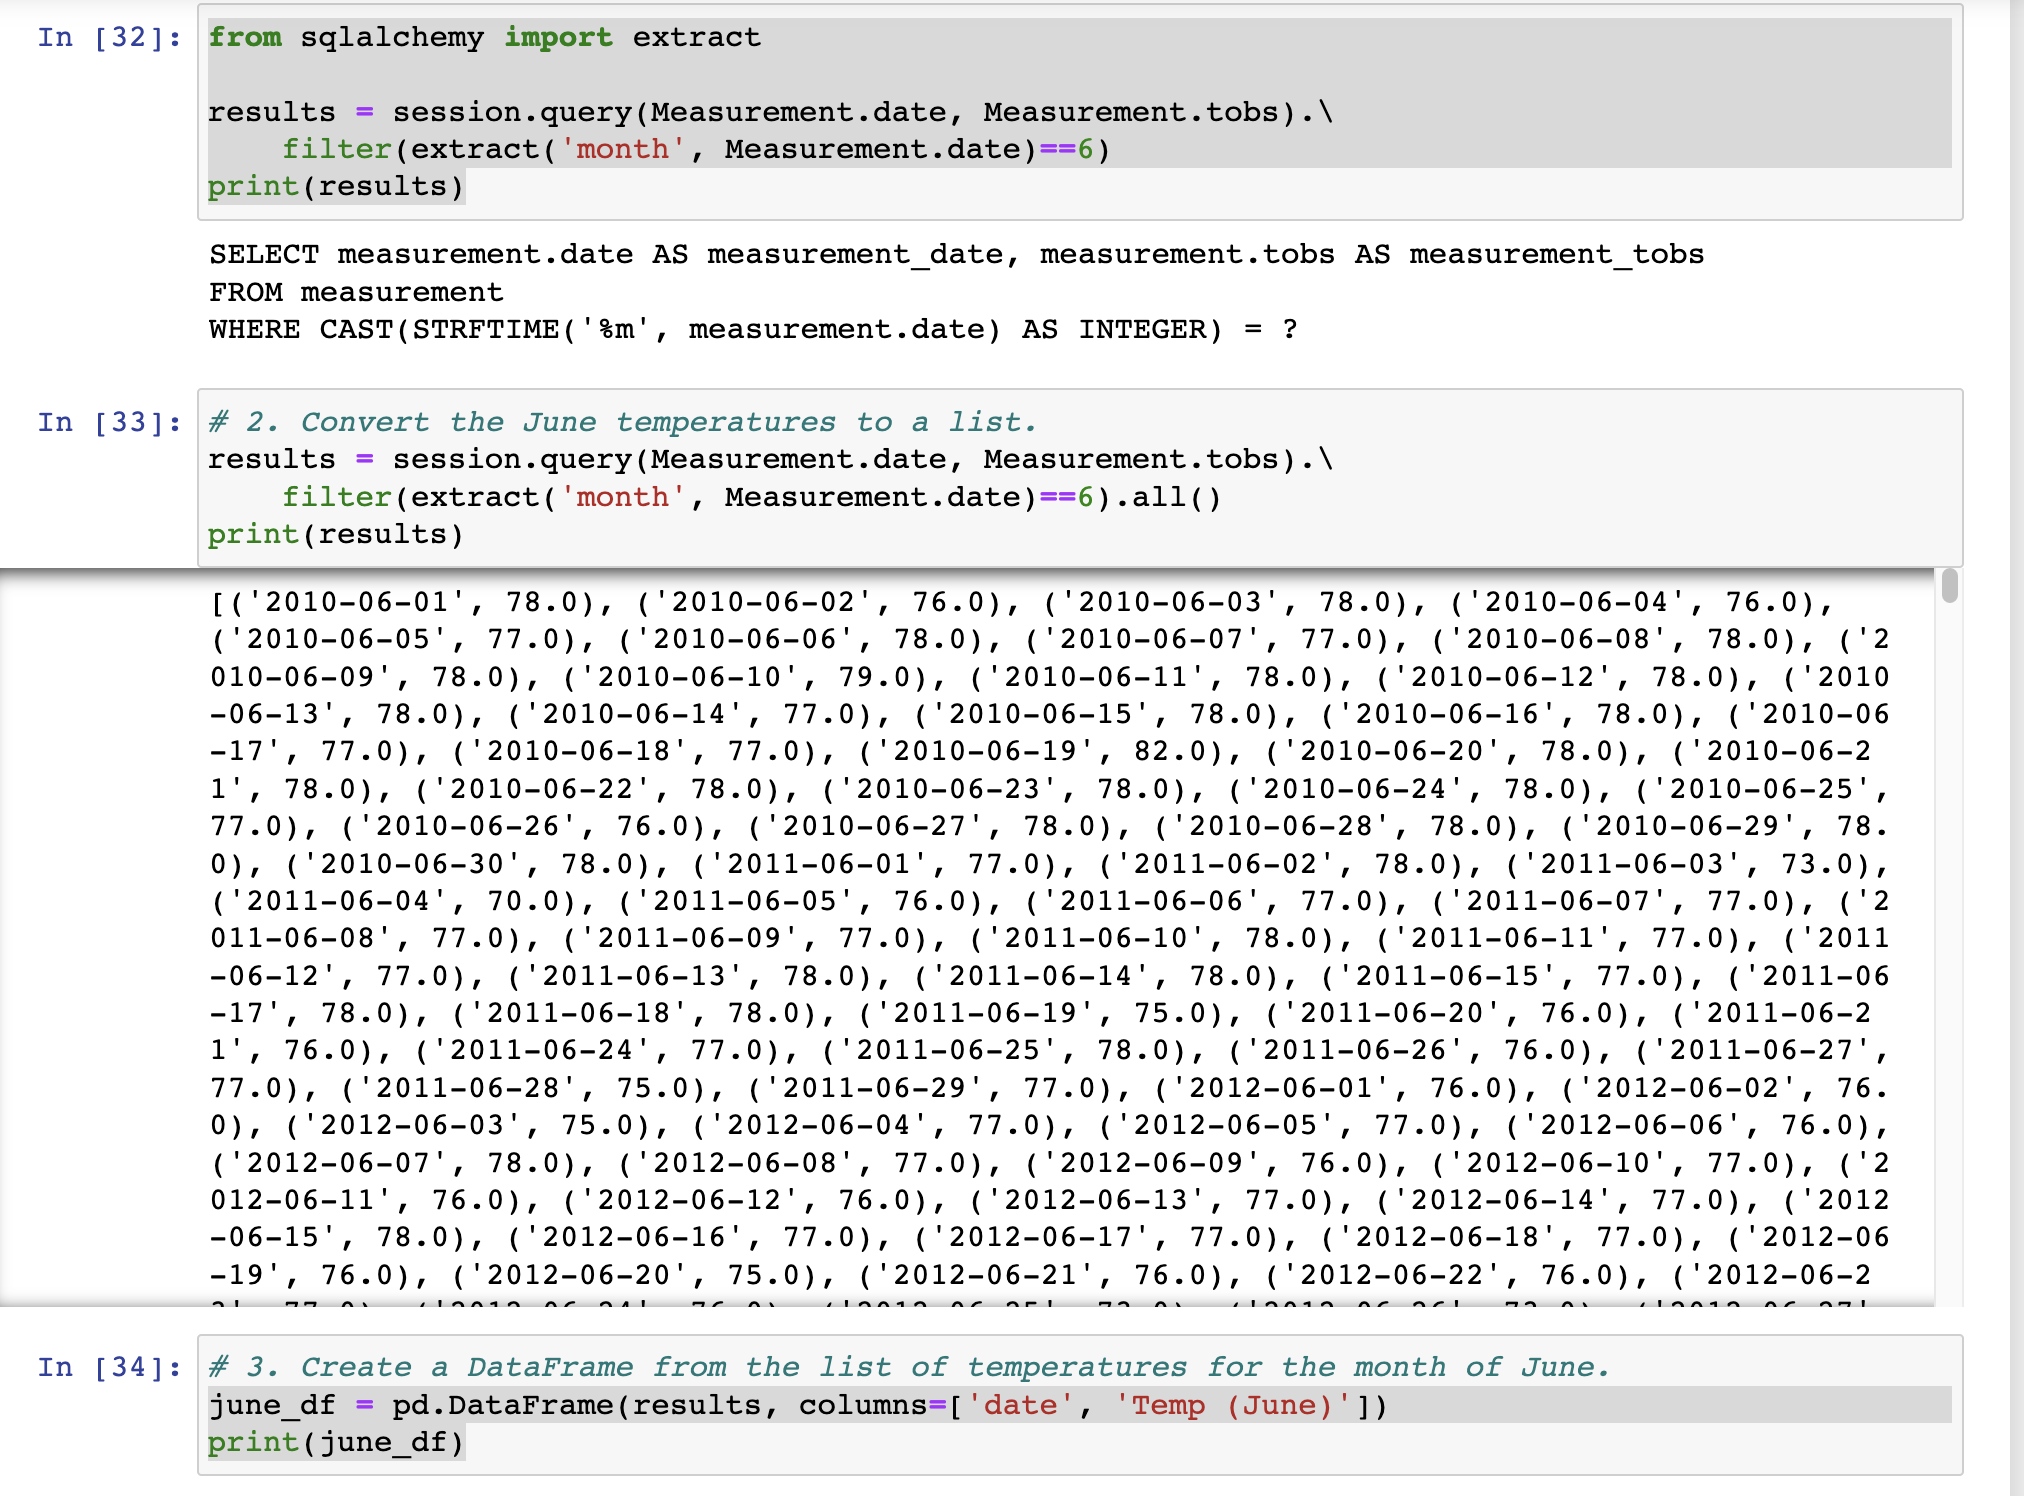 In [32]: from sqlalchemy import extract
results = session.query(Measurement.date, Measurement.tobs).\
    filter(extract('month', Measurement.date)==6)
print(results)
SELECT measurement.date AS measurement_date, measurement.tobs AS measurement_tobs
FROM measurement
WHERE CAST(STRFTIME('%m', measurement.date) AS INTEGER) = ?
In [33]: # 2. Convert the June temperatures to a list.
results = session.query(Measurement.date, Measurement.tobs).\
    filter(extract('month', Measurement.date)==6).all()
print(results)
[('2010-06-01', 78.0), ('2010-06-02', 76.0), ('2010-06-03', 78.0), ('2010-06-04', 76.0),
('2010-06-05', 77.0), ('2010-06-06', 78.0), ('2010-06-07', 77.0), ('2010-06-08', 78.0), ('2
010-06-09', 78.0), ('2010-06-10', 79.0), ('2010-06-11', 78.0), ('2010-06-12', 78.0), ('2010
-06-13', 78.0), ('2010-06-14', 77.0), ('2010-06-15', 78.0), ('2010-06-16', 78.0), ('2010-06
-17', 77.0), ('2010-06-18', 77.0), ('2010-06-19', 82.0), ('2010-06-20', 78.0), ('2010-06-2
1', 78.0), ('2010-06-22', 78.0), ('2010-06-23', 78.0), ('2010-06-24', 78.0), ('2010-06-25',
77.0), ('2010-06-26', 76.0), ('2010-06-27', 78.0), ('2010-06-28', 78.0), ('2010-06-29', 78.
0), ('2010-06-30', 78.0), ('2011-06-01', 77.0), ('2011-06-02', 78.0), ('2011-06-03', 73.0),
('2011-06-04', 70.0), ('2011-06-05', 76.0), ('2011-06-06', 77.0), ('2011-06-07', 77.0), ('2
011-06-08', 77.0), ('2011-06-09', 77.0), ('2011-06-10', 78.0), ('2011-06-11', 77.0), ('2011
-06-12', 77.0), ('2011-06-13', 78.0), ('2011-06-14', 78.0), ('2011-06-15', 77.0), ('2011-06
-17', 78.0), ('2011-06-18', 78.0), ('2011-06-19', 75.0), ('2011-06-20', 76.0), ('2011-06-2
1', 76.0), ('2011-06-24', 77.0), ('2011-06-25', 78.0), ('2011-06-26', 76.0), ('2011-06-27',
77.0), ('2011-06-28', 75.0), ('2011-06-29', 77.0), ('2012-06-01', 76.0), ('2012-06-02', 76.
0), ('2012-06-03', 75.0), ('2012-06-04', 77.0), ('2012-06-05', 77.0), ('2012-06-06', 76.0),
('2012-06-07', 78.0), ('2012-06-08', 77.0), ('2012-06-09', 76.0), ('2012-06-10', 77.0), ('2
012-06-11', 76.0), ('2012-06-12', 76.0), ('2012-06-13', 77.0), ('2012-06-14', 77.0), ('2012
-06-15', 78.0), ('2012-06-16', 77.0), ('2012-06-17', 77.0), ('2012-06-18', 77.0), ('2012-06
-19', 76.0), ('2012-06-20', 75.0), ('2012-06-21', 76.0), ('2012-06-22', 76.0), ('2012-06-2
In [34]: # 3. Create a DataFrame from the list of temperatures for the month of June.
june_df = pd.DataFrame(results, columns=['date', 'Temp (June)'])
print(june_df)